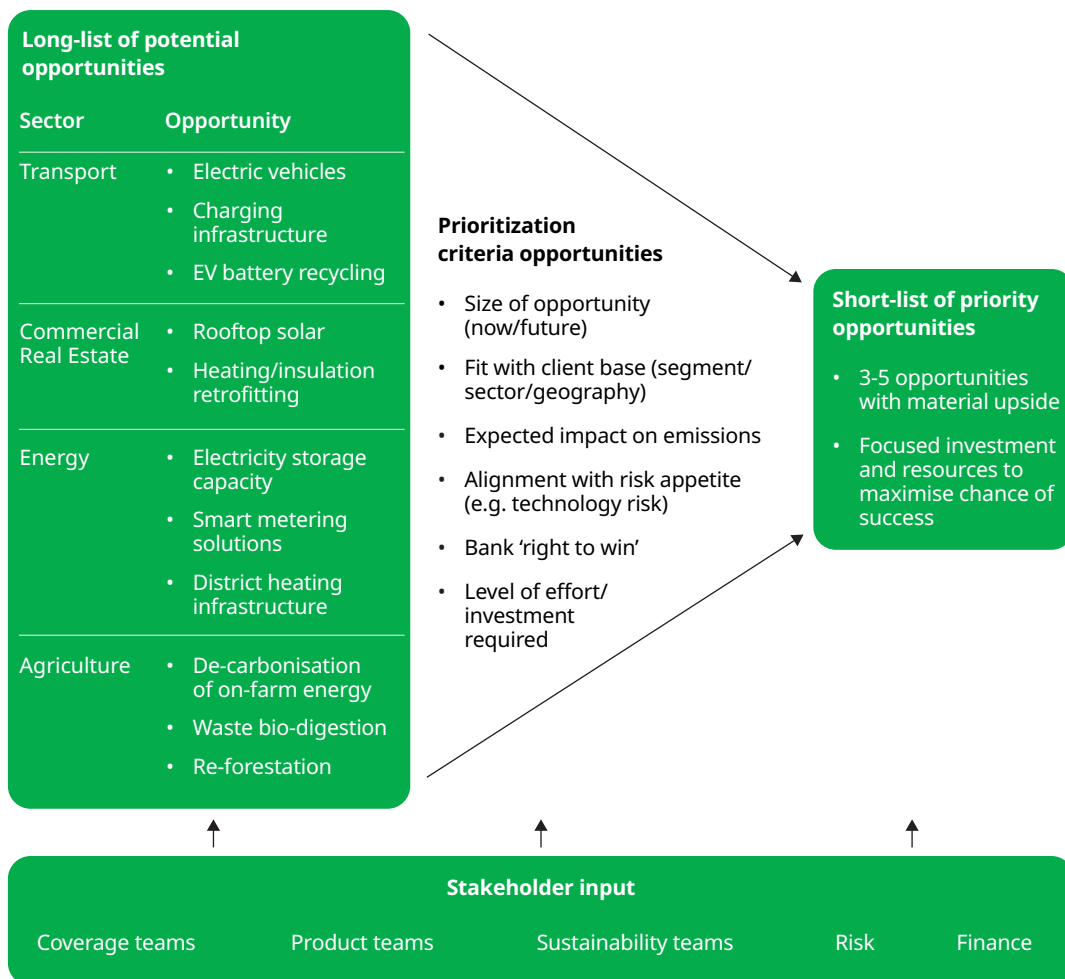 Long-list of potential
opportunities
Sector Opportunity
Transport
• Electric vehicles
• Charging
infrastructure
• EV battery recycling
Commercial
Real Estate
• Rooftop solar
• Heating/insulation
retrofitting
Energy
• Electricity storage
capacity
• Smart metering
solutions
• District heating
infrastructure
Agriculture
• De-carbonisation
of on-farm energy
• Waste bio-digestion
• Re-forestation
Prioritization
criteria opportunities
• Size of opportunity
(now/future)
• Fit with client base (segment/
sector/geography)
• Expected impact on emissions
• Alignment with risk appetite
(e.g. technology risk)
• Bank ‘right to win’
• Level of effort/
investment
required
Short-list of priority
opportunities
• 3-5 opportunities
with material upside
• Focused investment
and resources to
maximise chance of
success
Stakeholder input
Coverage teams Product teams Sustainability teams Risk Finance